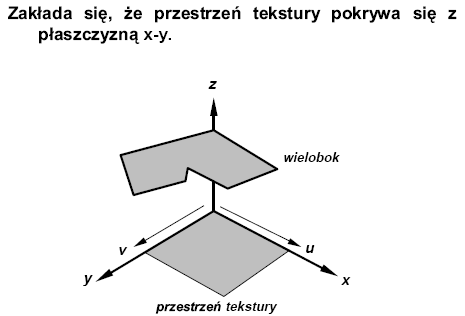 Zakłada się, że przestrzeń tekstury pokrywa się z
płaszczyzną x-y.
z
wielobok
v
u
y
x
przestrzeń tekstury